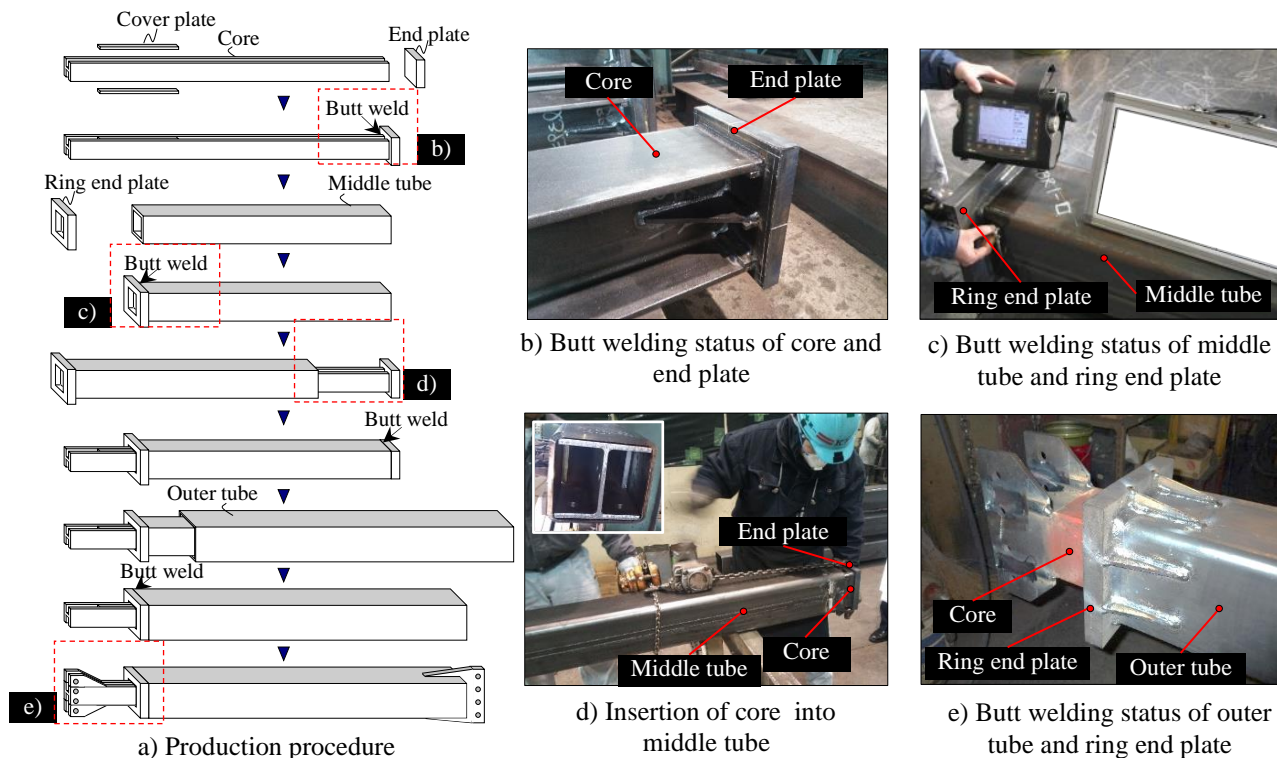 Cover plate
Core
End plate
Butt weld
b)
Ring end plate
Middle tube
Butt weld
c)
d)
Butt weld
Outer tube
Butt weld
e)
a) Production procedure
Core
End plate
b) Butt welding status of core and
end plate
Ring end plate
Middle tube
c) Butt welding status of middle
tube and ring end plate
End plate
Middle tube
Core
d) Insertion of core into
middle tube
Core
Ring end plate
Outer tube
e) Butt welding status of outer
tube and ring end plate